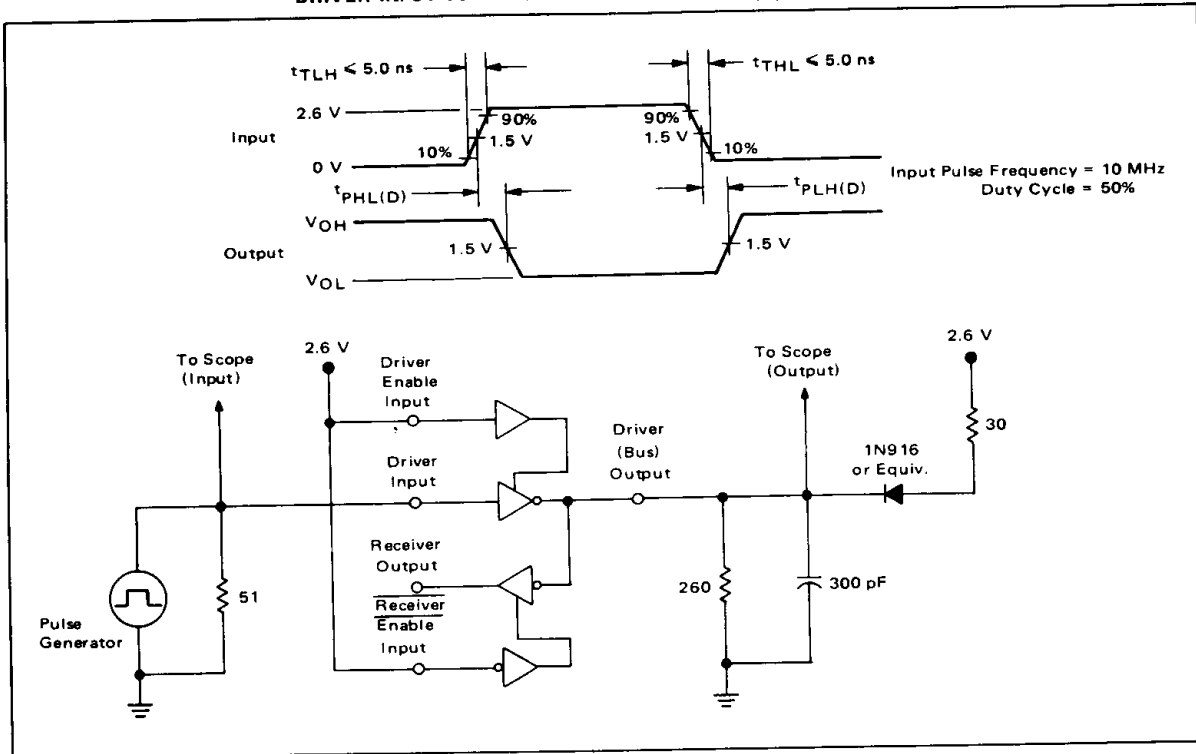 tTLH ≤ 5.0 ns
tTHL ≤ 5.0 ns
2.6 V
90%
90%
Input
1.5 V
1.5 V
10%
10%
0 V
Input Pulse Frequency = 10 MHz
Duty Cycle = 50%
tPHL(D)
tPLH(D)
VOH
1.5 V
1.5 V
Output
VOL
To Scope
(Input)
2.6 V
Driver
Enable
Input
To Scope
(Output)
2.6 V
30
Driver
Input
Driver
(Bus)
Output
1N916
or Equiv.
Receiver
Output
51
260
300 pF
Pulse
Generator
Receiver
Enable
Input